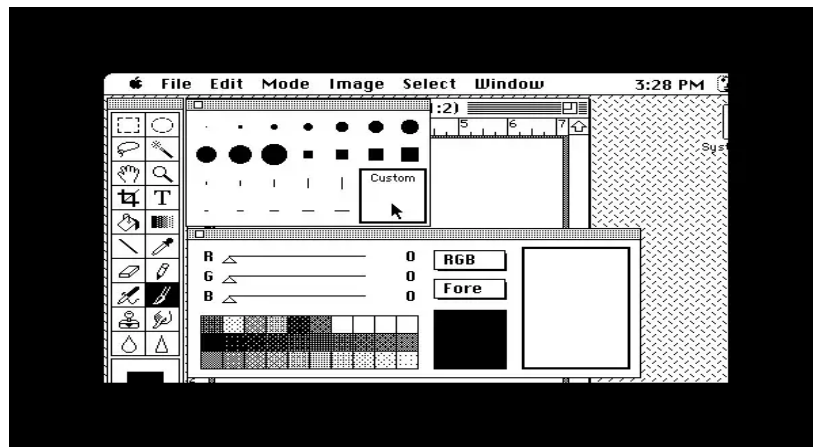 File Edit Mode Image Select Window 3:28 PM
:2)
5 6 7
Syst
Custom
T
R 0 RGB
G 0
B 0 Fore